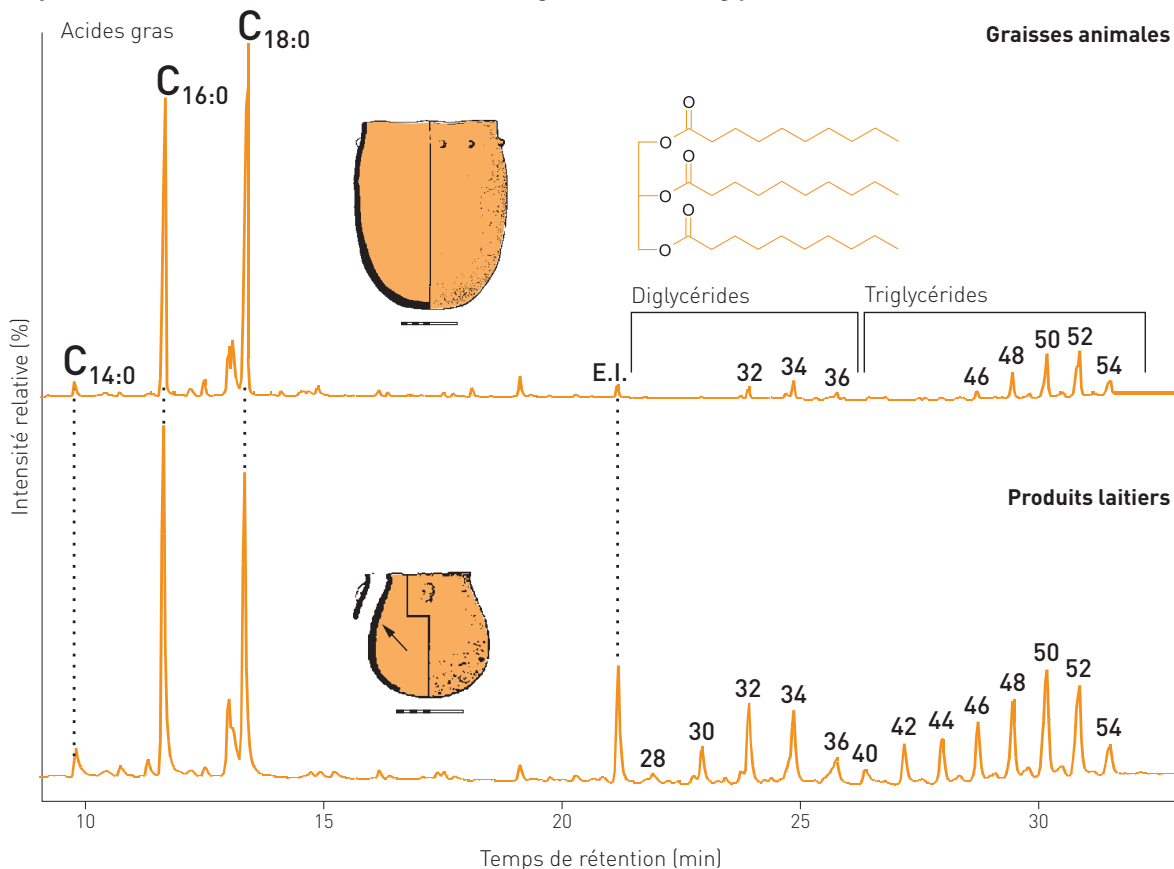 Acides gras
Graisses animales
C14:0
C16:0
C18:0
O
O
O
O
O
O
Diglycérides
Triglycérides
E.I.
32
34
36
46
48
50
52
54
Produits laitiers
28
30
32
34
36
40
42
44
46
48
50
52
54
Intensité relative (%)
10
15
20
25
30
Temps de rétention (min)